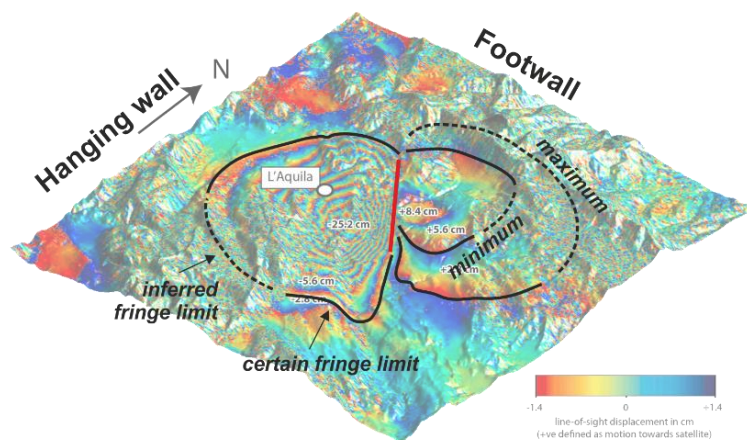 Footwall
Hanging wall
N
maximum
L'Aquila
+8.4 cm
-25.2 cm
+5.6 cm
minimum
-5.6 cm
inferred
fringe limit
certain fringe limit
-1.4
0
÷1.4
line-of-sight displacement in cm
(+ve defined as motion towards satellite)